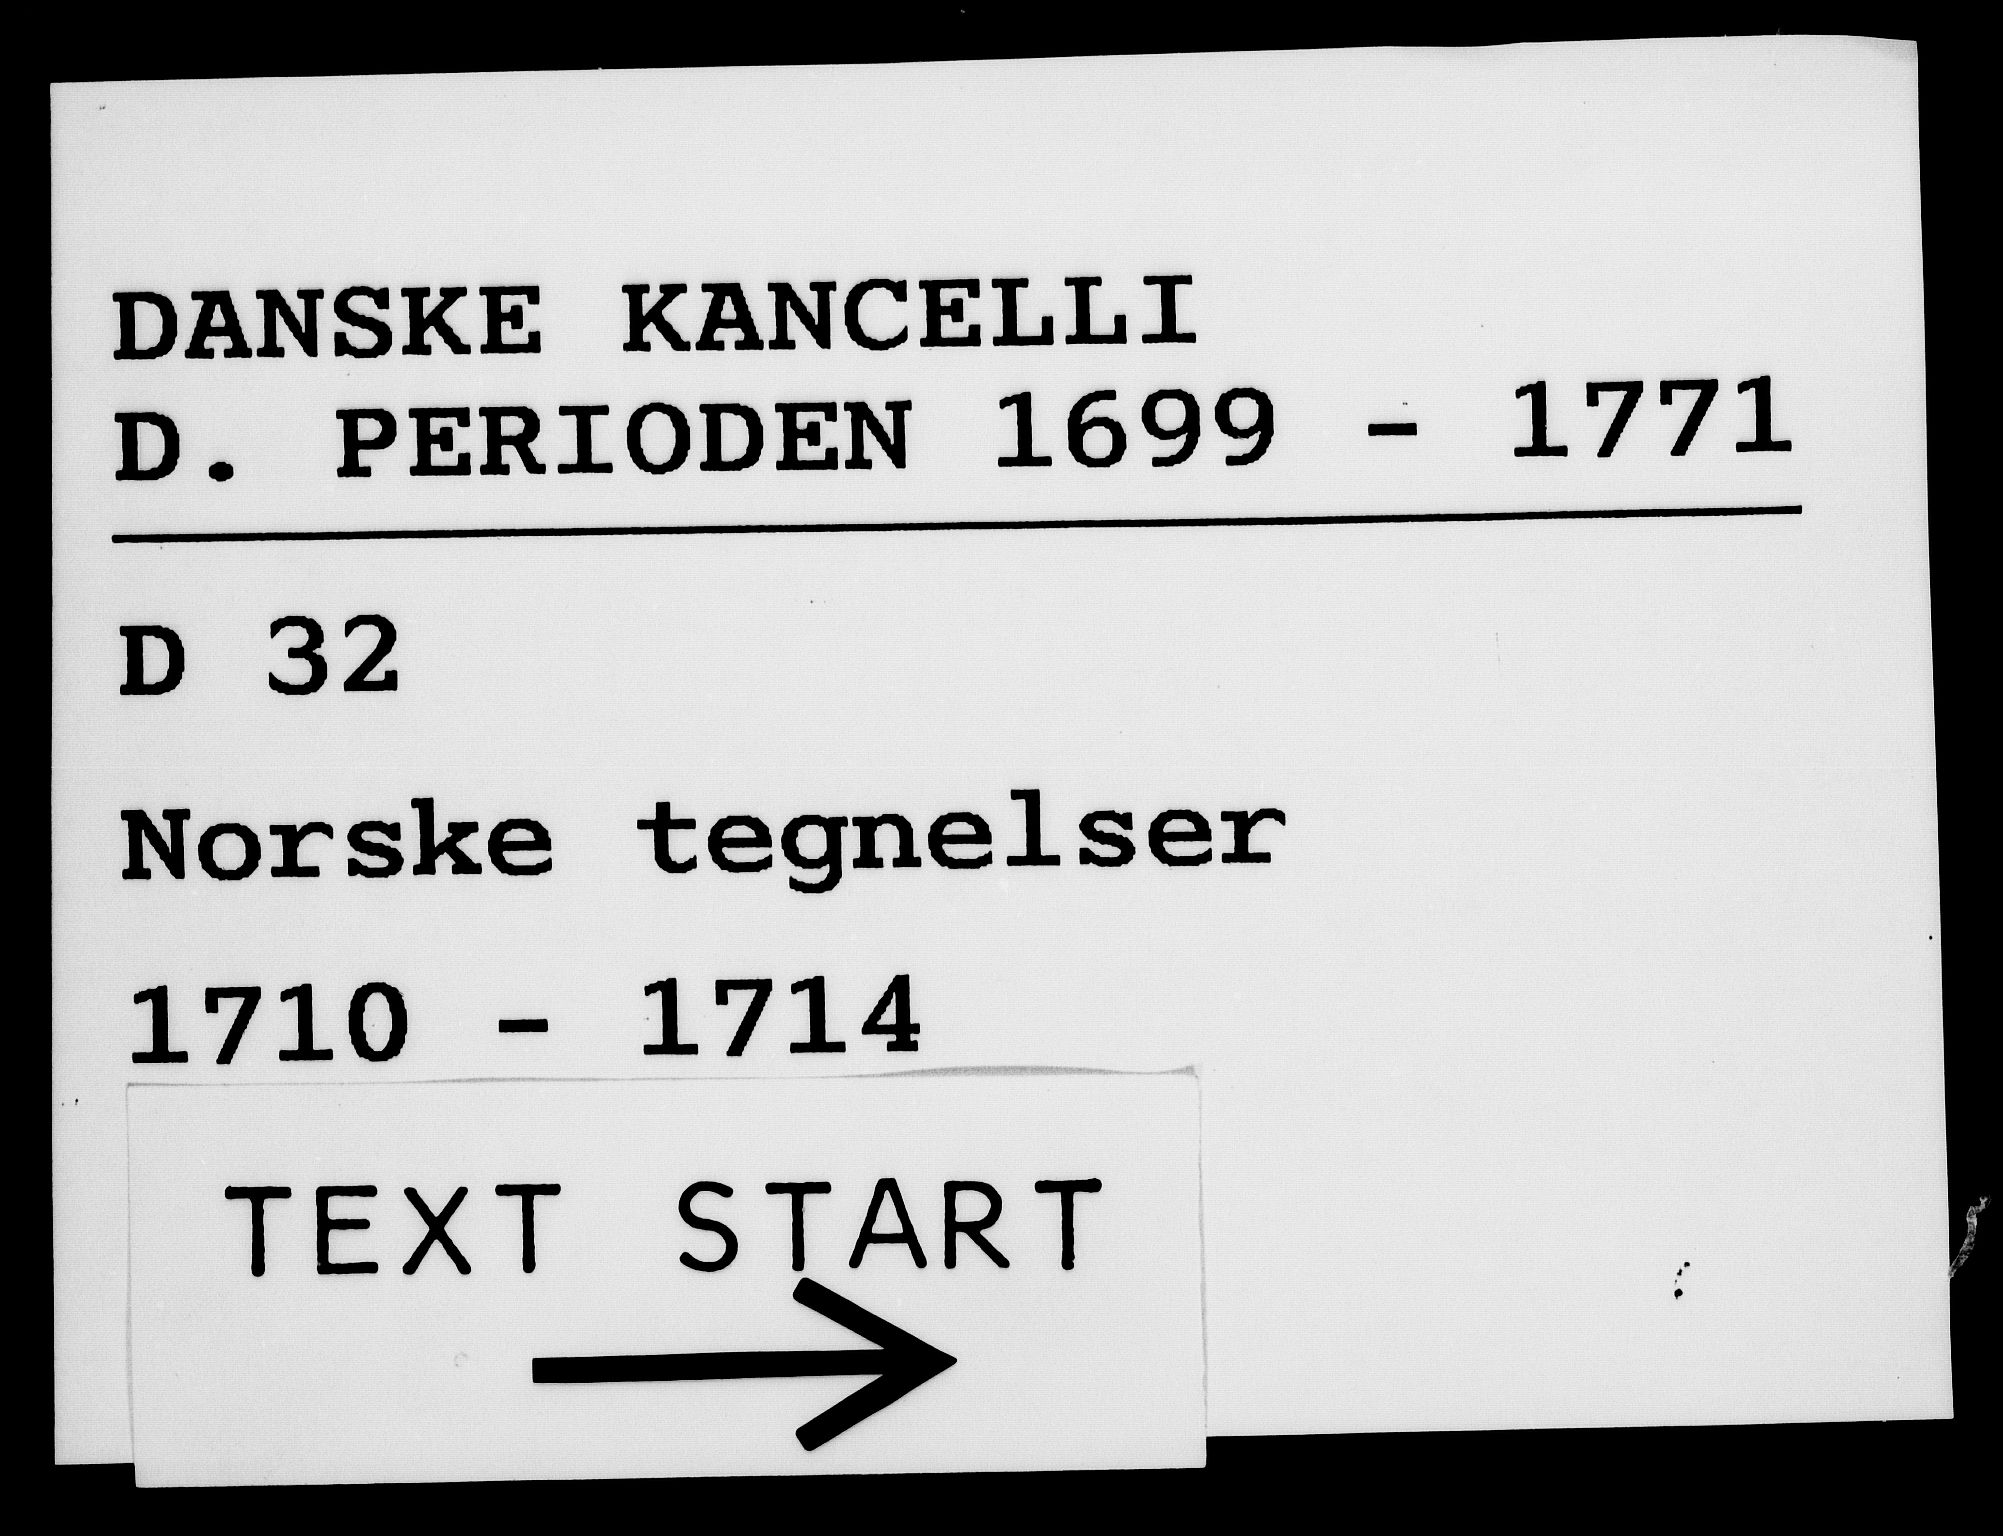 DANSKE KANCELLI
D. PERIODEN 1699 - 1771
D 32
Norske tegnelser
1710 - 1714
TEXT START